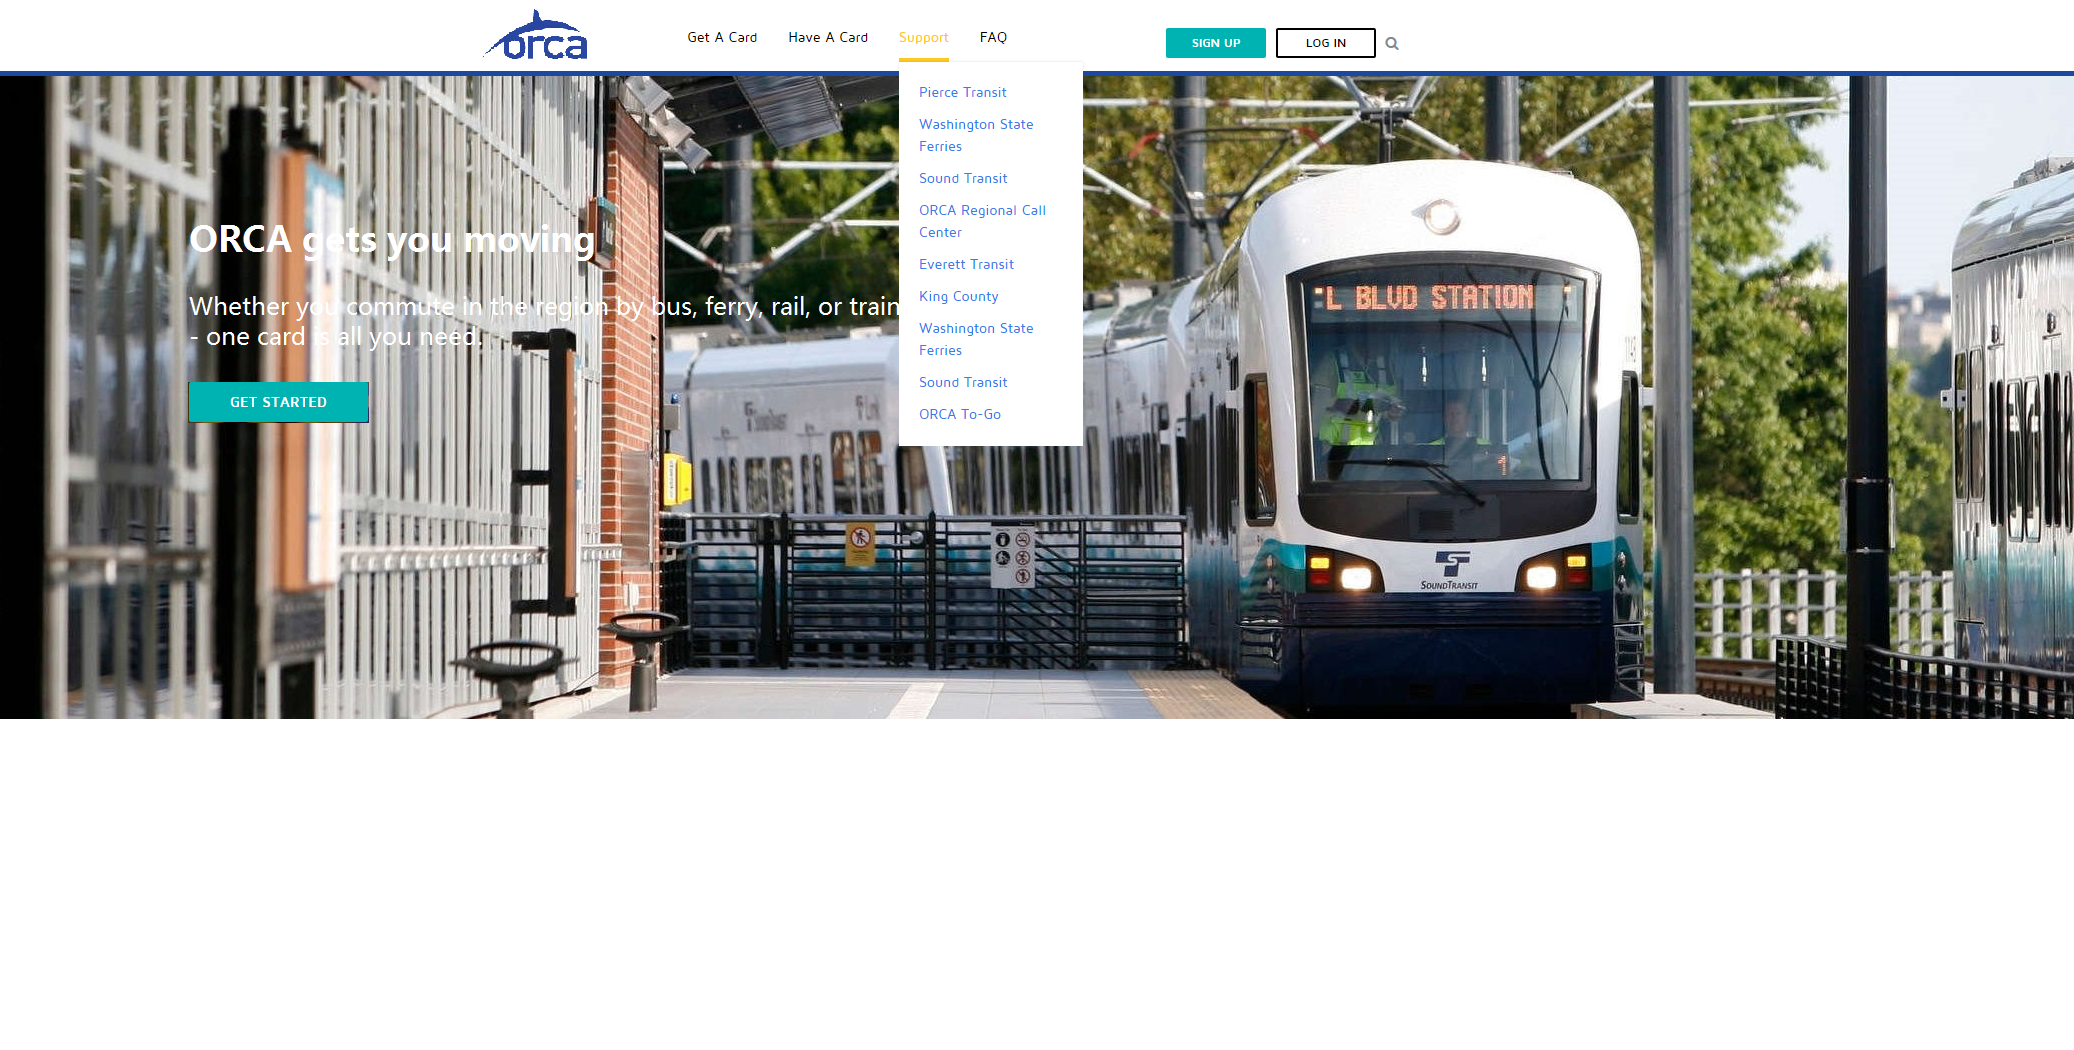 orca
Get A Card
Have A Card
Support
FAQ
SIGN UP
LOG IN
Pierce Transit
Washington State
Ferries
Sound Transit
ORCA Regional Call
Center
Everett Transit
King County
Washington State
Ferries
Sound Transit
ORCA To-Go
ORCA gets you moving
Whether you commute in the region by bus, ferry, rail, or train
- one card is all you need.
GET STARTED
L BLVD STATION
1
SOUNDTRANSIT